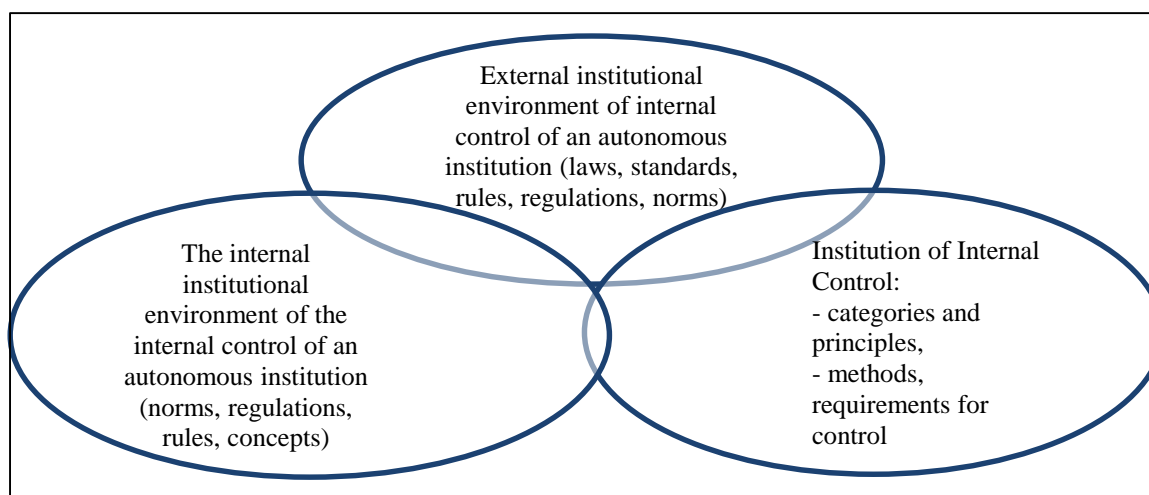 External institutional
environment of internal
control of an autonomous
institution (laws, standards,
rules, regulations, norms)
The internal
institutional
environment of the
internal control of an
autonomous institution
(norms, regulations,
rules, concepts)
Institution of Internal
Control:
- categories and
principles,
- methods,
requirements for
control